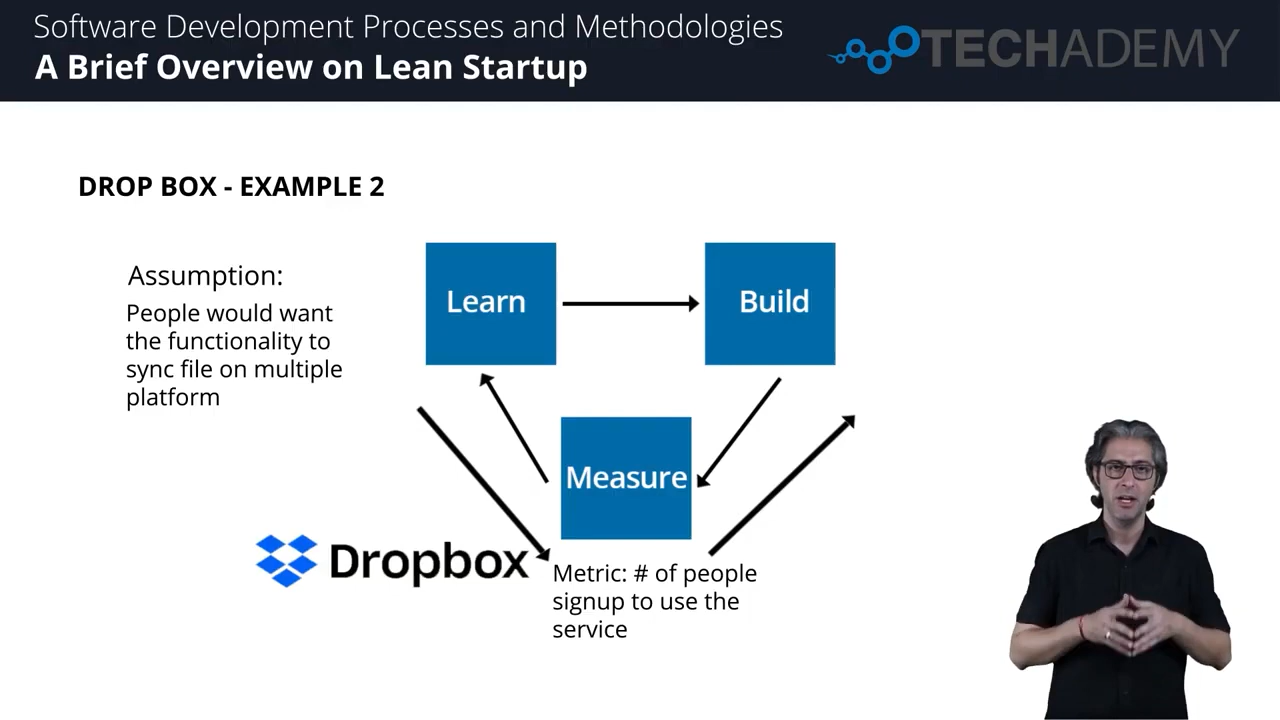 Software Development Processes and Methodologies
A Brief Overview on Lean Startup
TECHADEMY
DROP BOX - EXAMPLE 2
Assumption:
People would want
the functionality to
sync file on multiple
platform
Learn
Build
Measure
Dropbox
Metric: # of people
signup to use the
service